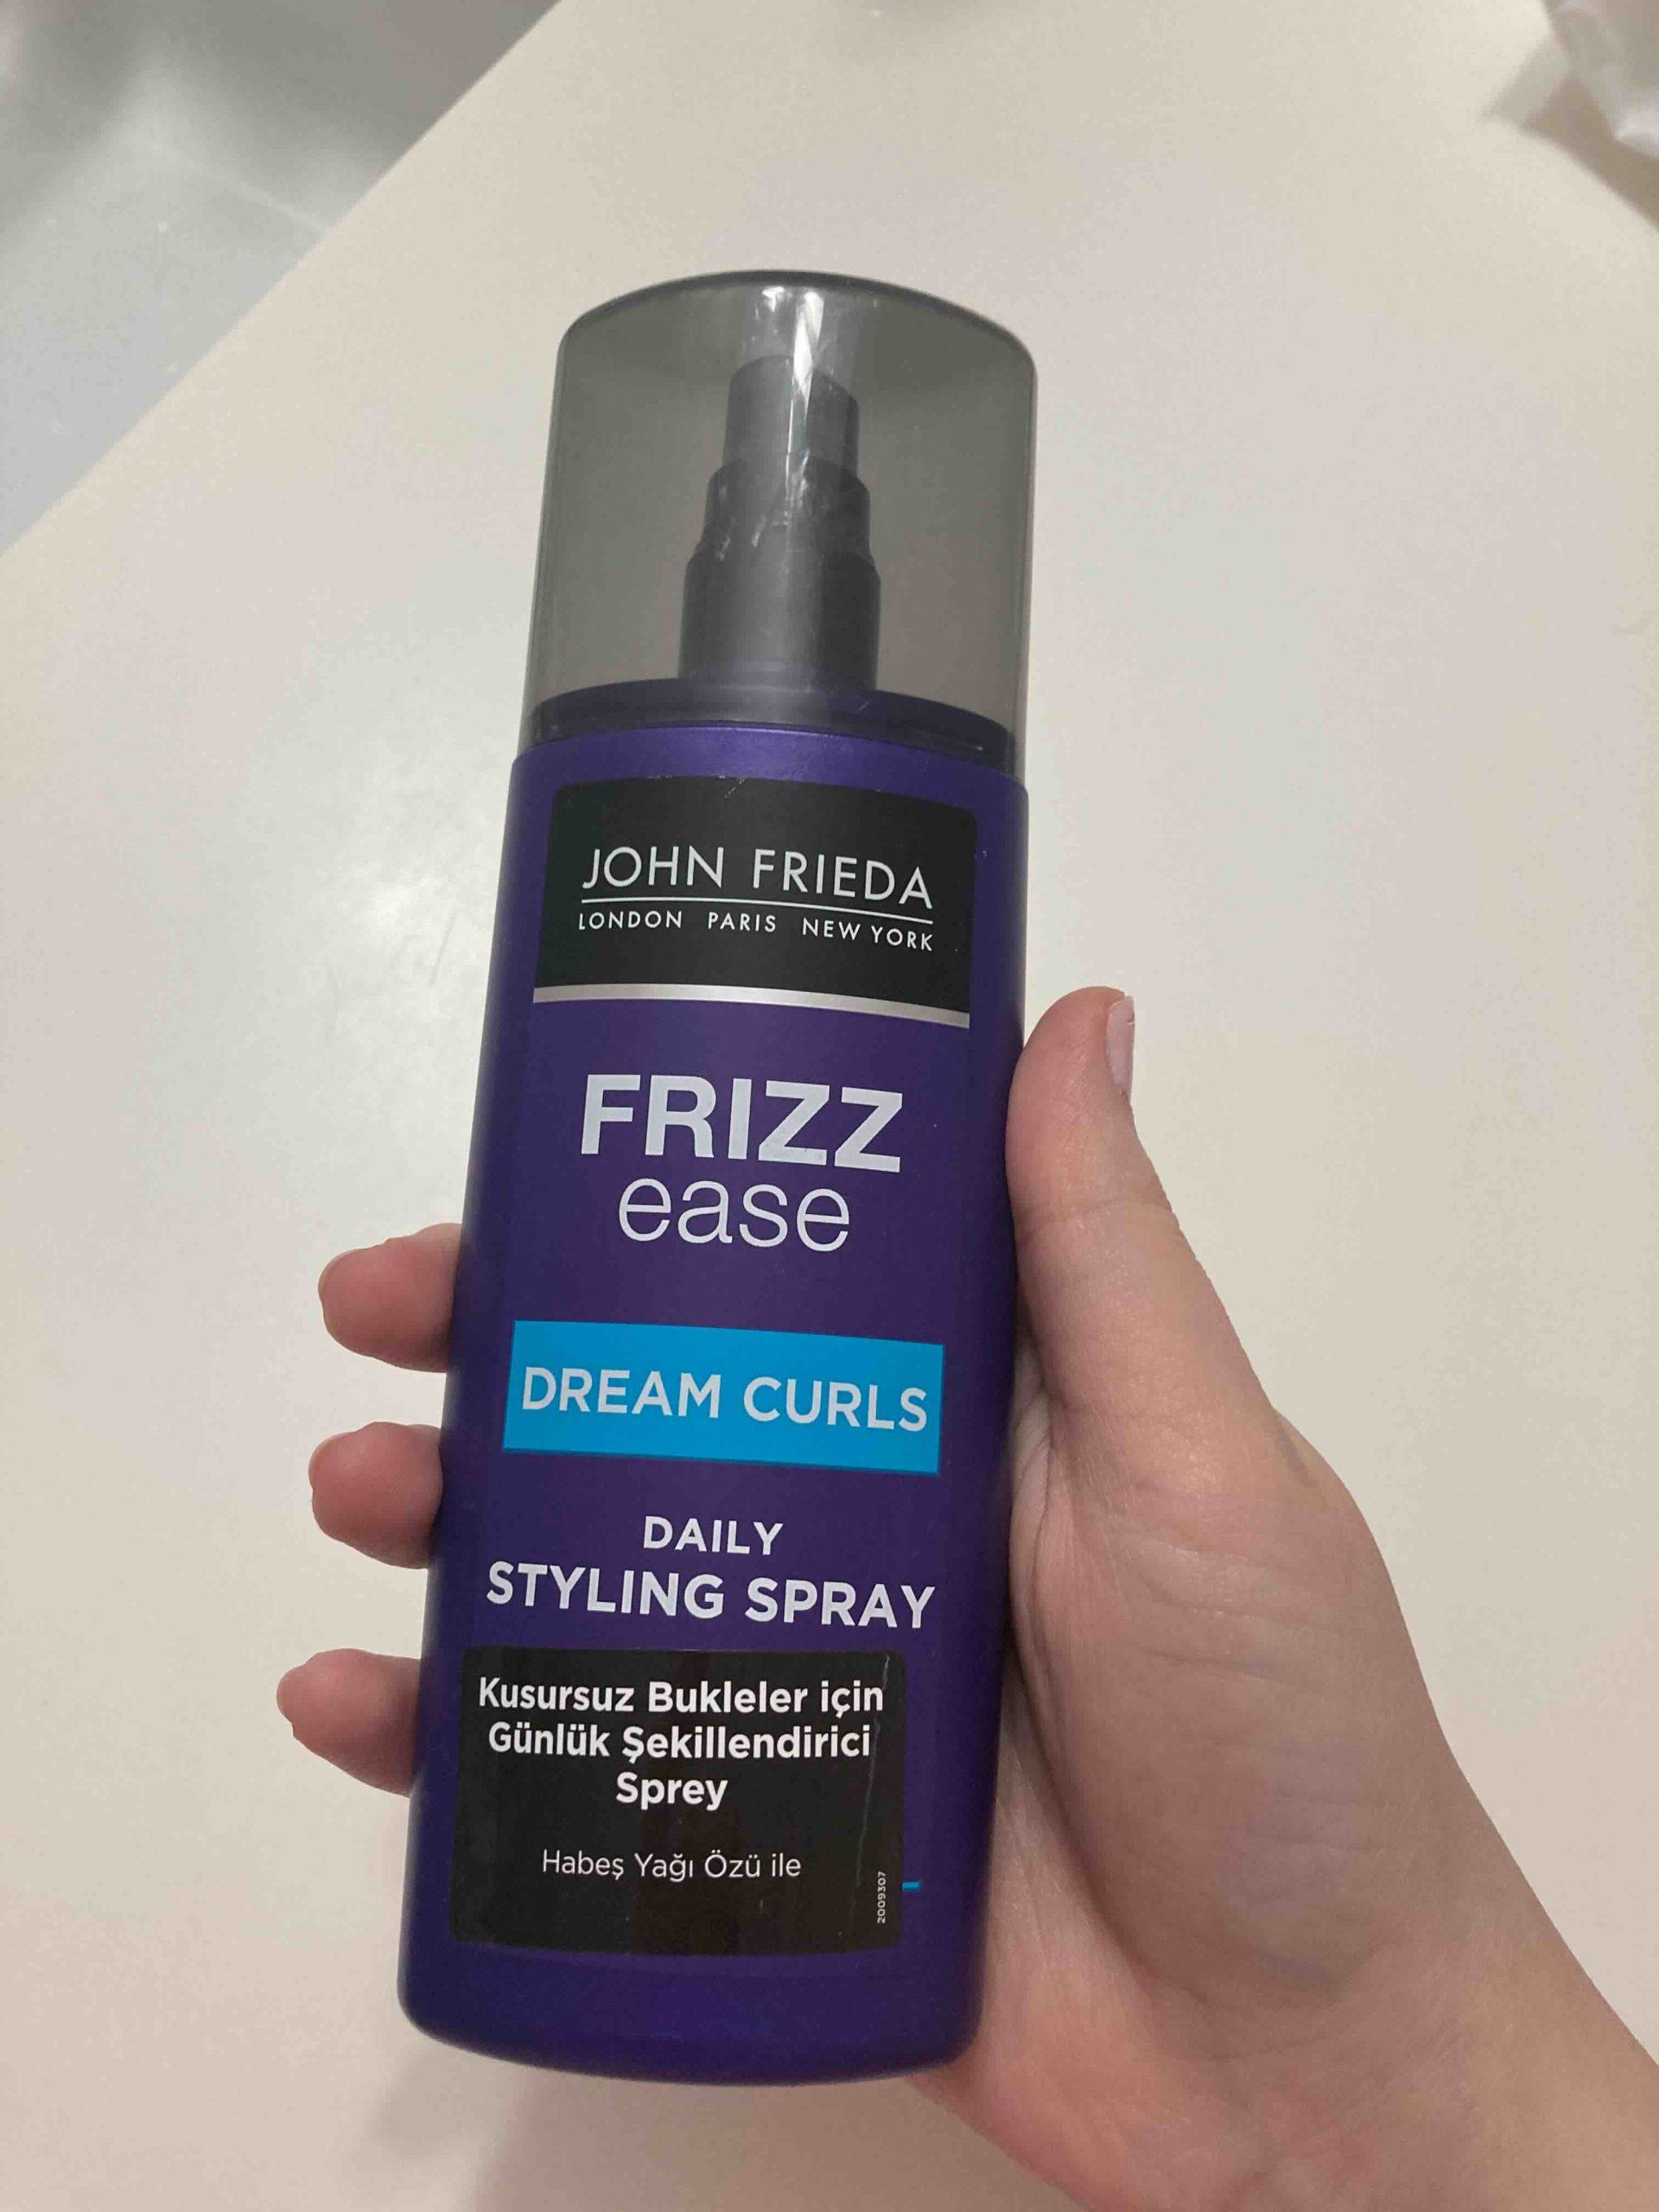 JOHN FRIEDA
LONDON PARIS NEW YORK
FRIZZ
ease
DREAM CURLS
DAILY
STYLING SPRAY
Kusursuz Bukleler için
Günlük Şekillendirici
Sprey
Habeş Yağı Özü ile
2009307